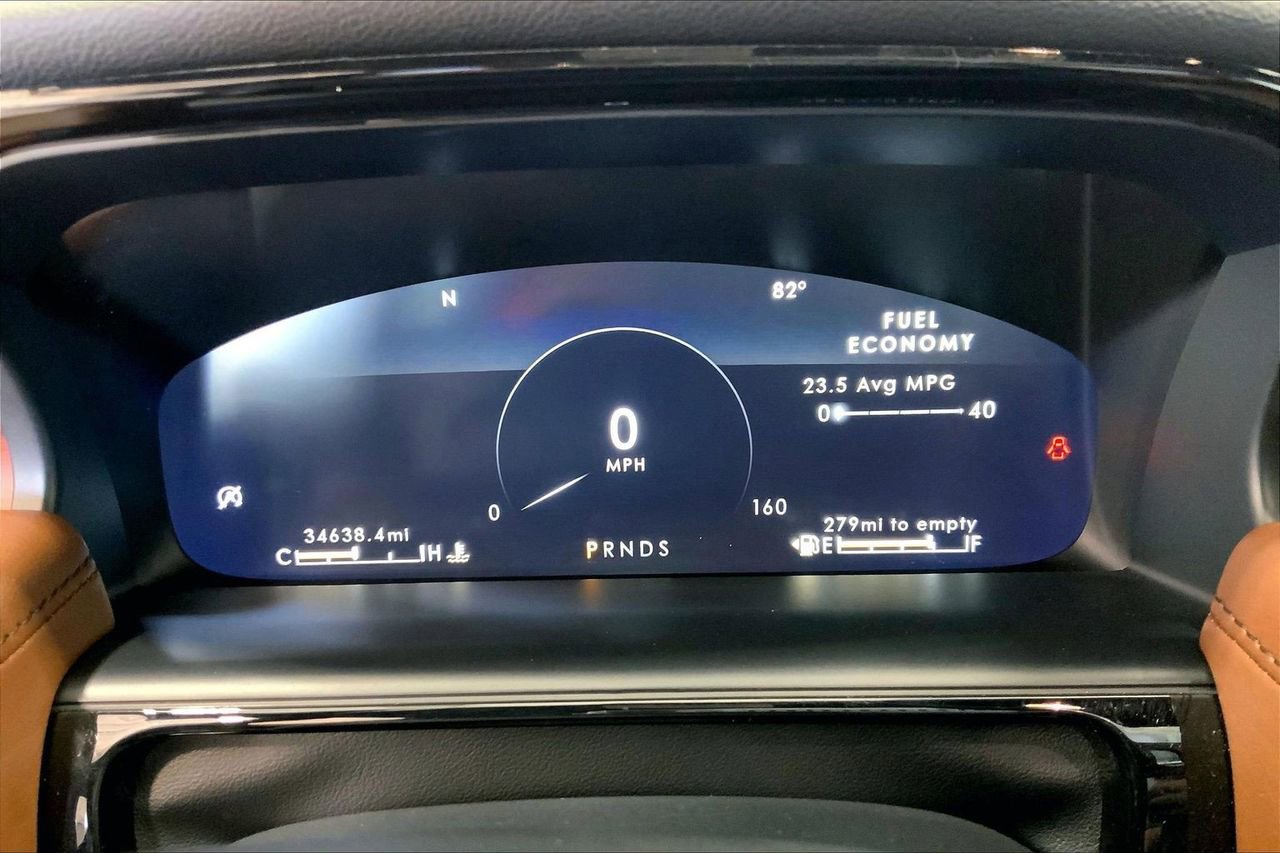 N
82°
FUEL
ECONOMY
23.5 Avg MPG
0 40
0
MPH
0
160
34638.4mi
279mi to empty
C H
PRNDS
E F